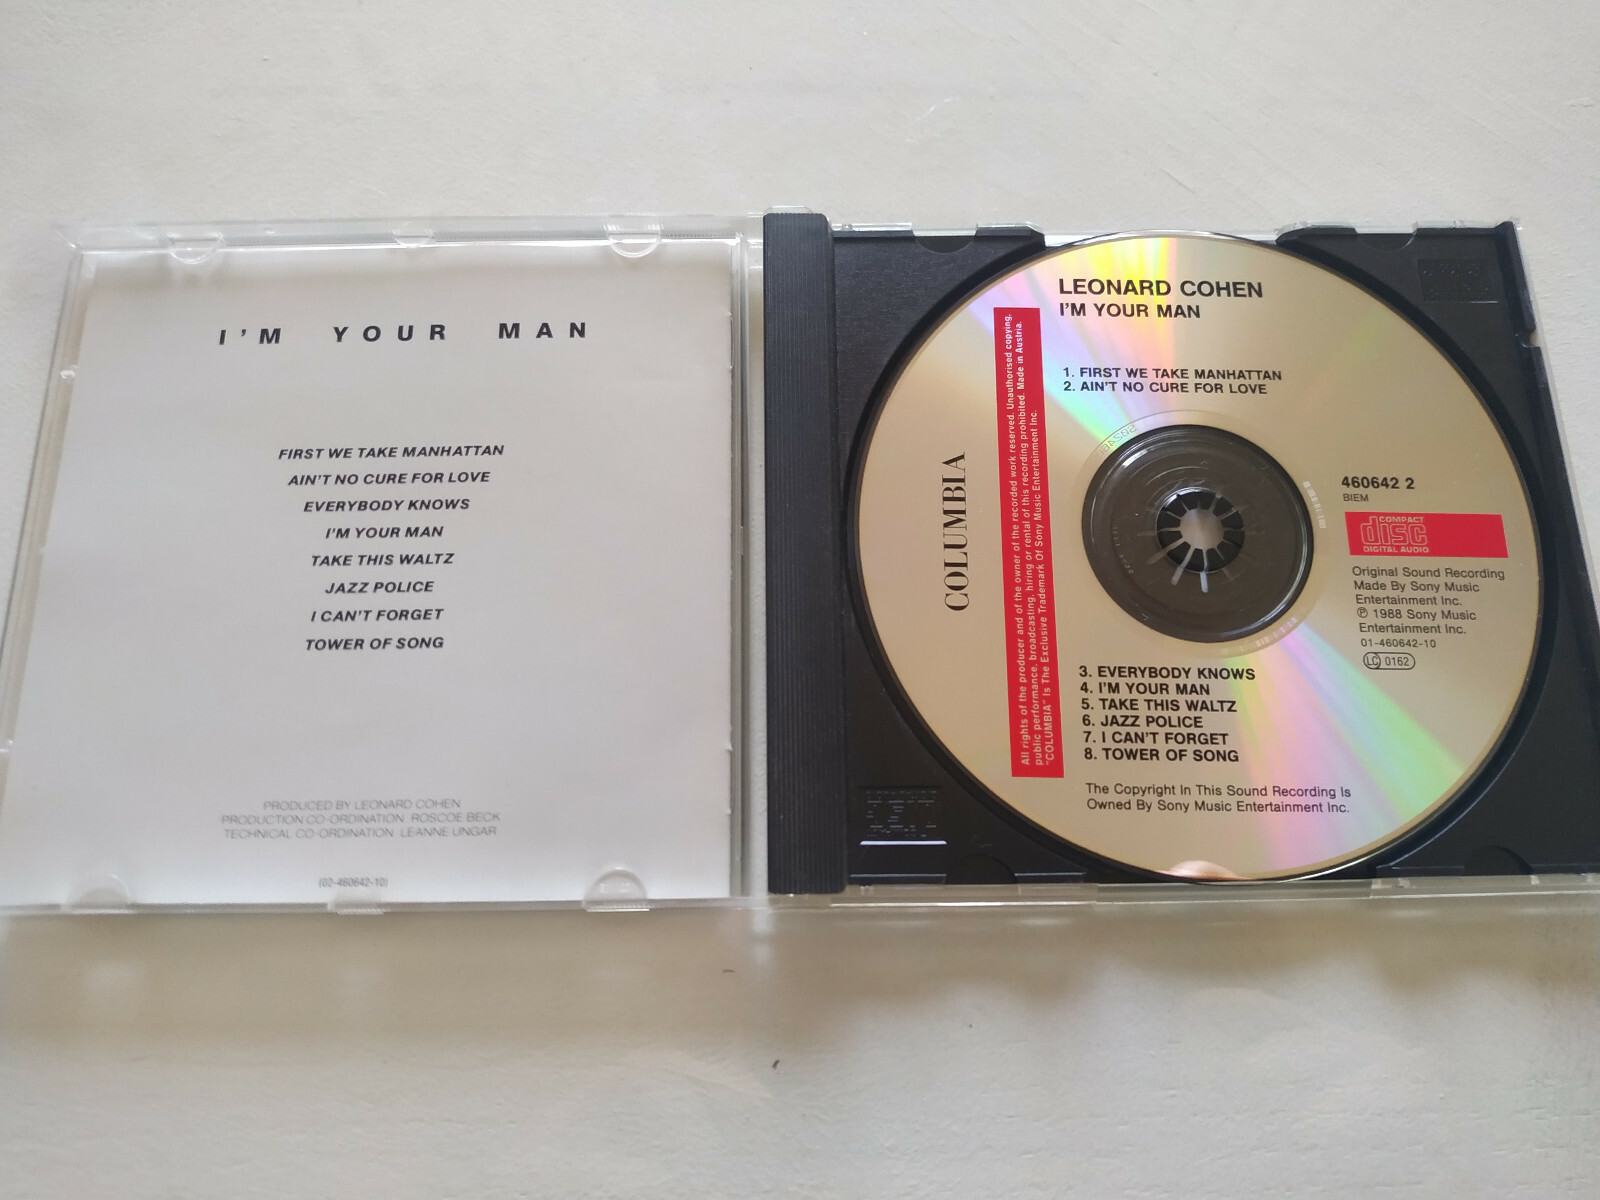 I'M YOUR MAN
FIRST WE TAKE MANHATTAN
AIN'T NO CURE FOR LOVE
EVERYBODY KNOWS
I'M YOUR MAN
TAKE THIS WALTZ
JAZZ POLICE
I CAN'T FORGET
TOWER OF SONG
PRODUCED BY LEONARD COHEN
PRODUCTION CO-ORDINATION ROSCOE BECK
TECHNICAL CO-ORDINATION LEANNE UNGAR
(02-460642-10)
LEONARD COHEN
I'M YOUR MAN
1. FIRST WE TAKE MANHATTAN
2. AIN'T NO CURE FOR LOVE
COLUMBIA
All rights of the producer and of the owner of the recorded work reserved. Unauthorised copying,
public performance, broadcasting, hiring or rental of this recording prohibited. Made in Austria.
"COLUMBIA" Is The Exclusive Trademark Of Sony Music Entertainment Inc.
460642 2
BIEM
COMPACT
disc
DIGITAL AUDIO
Original Sound Recording
Made By Sony Music
Entertainment Inc.
℗ 1988 Sony Music
Entertainment Inc.
01-460642-10
LC 0162
3. EVERYBODY KNOWS
4. I'M YOUR MAN
5. TAKE THIS WALTZ
6. JAZZ POLICE
7. I CAN'T FORGET
8. TOWER OF SONG
The Copyright In This Sound Recording Is
Owned By Sony Music Entertainment Inc.